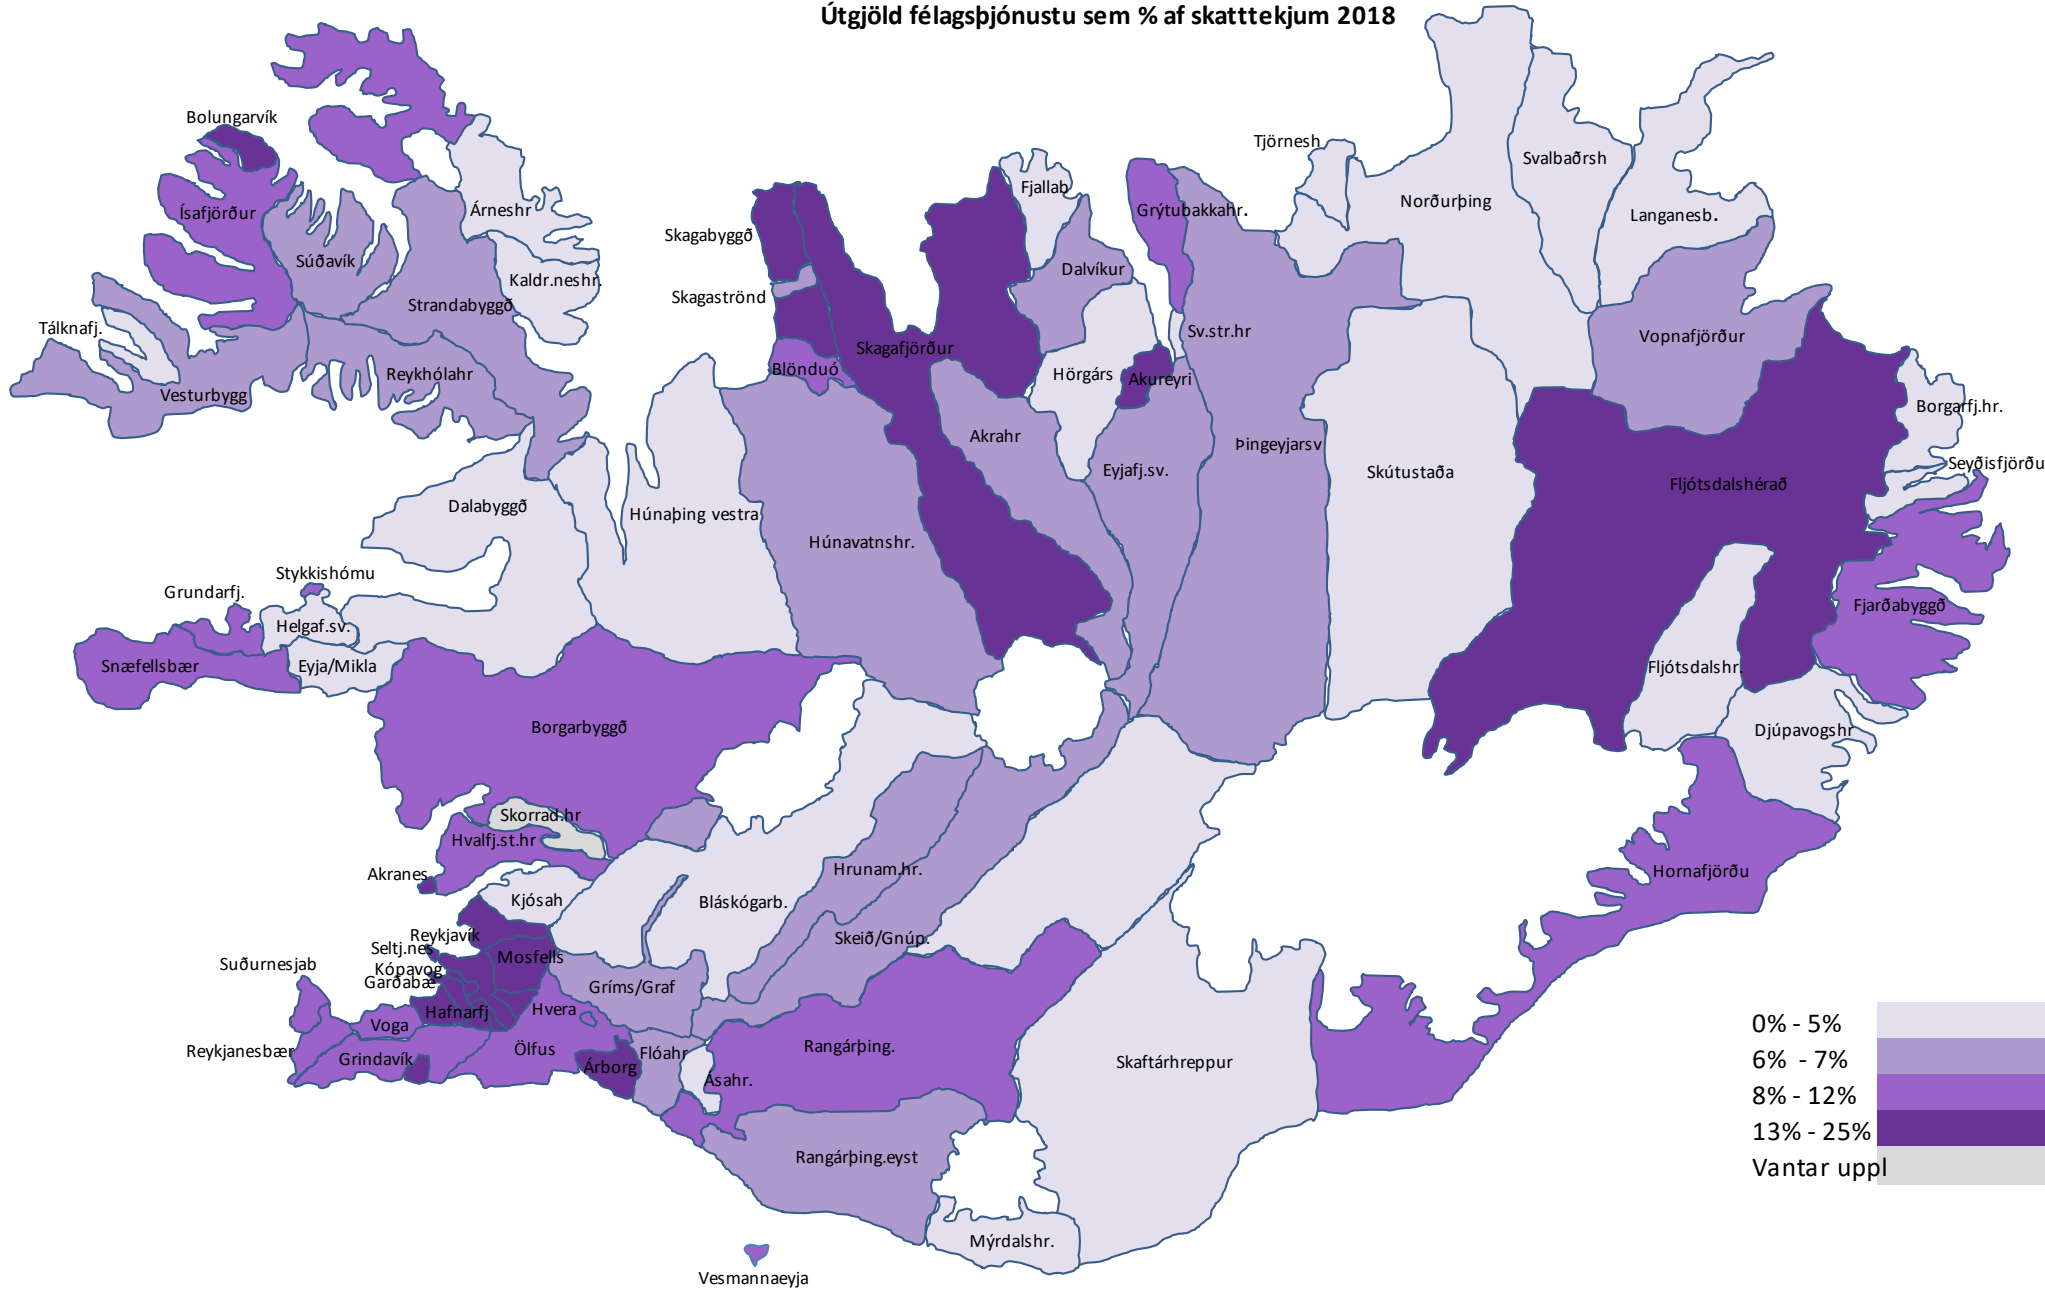 Útgjöld félagsþjónustu sem % af skatttekjum 2018
Bolungarvík
Tjörnesh
Svalbaðrsh
Fjallab
Ísafjörður
Árneshr
Grýtubakkahr.
Norðurþing
Langanesb.
Skagabyggð
Súðavík
Kaldr.neshr.
Dalvíkur
Skagaströnd
Strandabyggð
Tálknafj.
Sv.str.hr
Vopnafjörður
Skagafjörður
Blönduó
Reykhólahr
Hörgárs
Akureyri
Vesturbygg
Borgarfj.hr.
Akrahr
Þingeyjarsv
Seyðisfjörðu
Eyjafj.sv.
Skútustaða
Fljótsdalshérað
Dalabyggð
Húnaþing vestra
Húnavatnshr.
Stykkishómu
Grundarfj.
Fjarðabyggð
Helgaf.sv.
Snæfellsbær
Eyja/Mikla
Fljótsdalshr.
Borgarbyggð
Djúpavogshr
Skorrad.hr
Hvalfj.st.hr
Hrunam.hr.
Hornafjörðu
Akranes
Kjósah
Bláskógarb.
Reykjavík
Skeið/Gnúp.
Seltj.nes
Mosfells
Suðurnesjab
Kópavog
Garðabæ
Gríms/Graf
Hvera
Hafnarfj
Voga
0% - 5%
Reykjanesbær
Grindavík
Ölfus
Flóahr
Rangárþing.
6% - 7%
Árborg
Ásahr.
Skaftárhreppur
8% - 12%
13% - 25%
Rangárþing.eyst
Vantar uppl
Mýrdalshr.
Vesmannaeyja